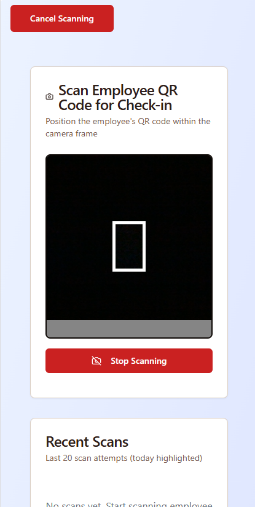 Cancel Scanning
Scan Employee QR
Code for Check-in
Position the employee's QR code within the
camera frame
Stop Scanning
Recent Scans
Last 20 scan attempts (today highlighted)
No scans yet. Start scanning employee